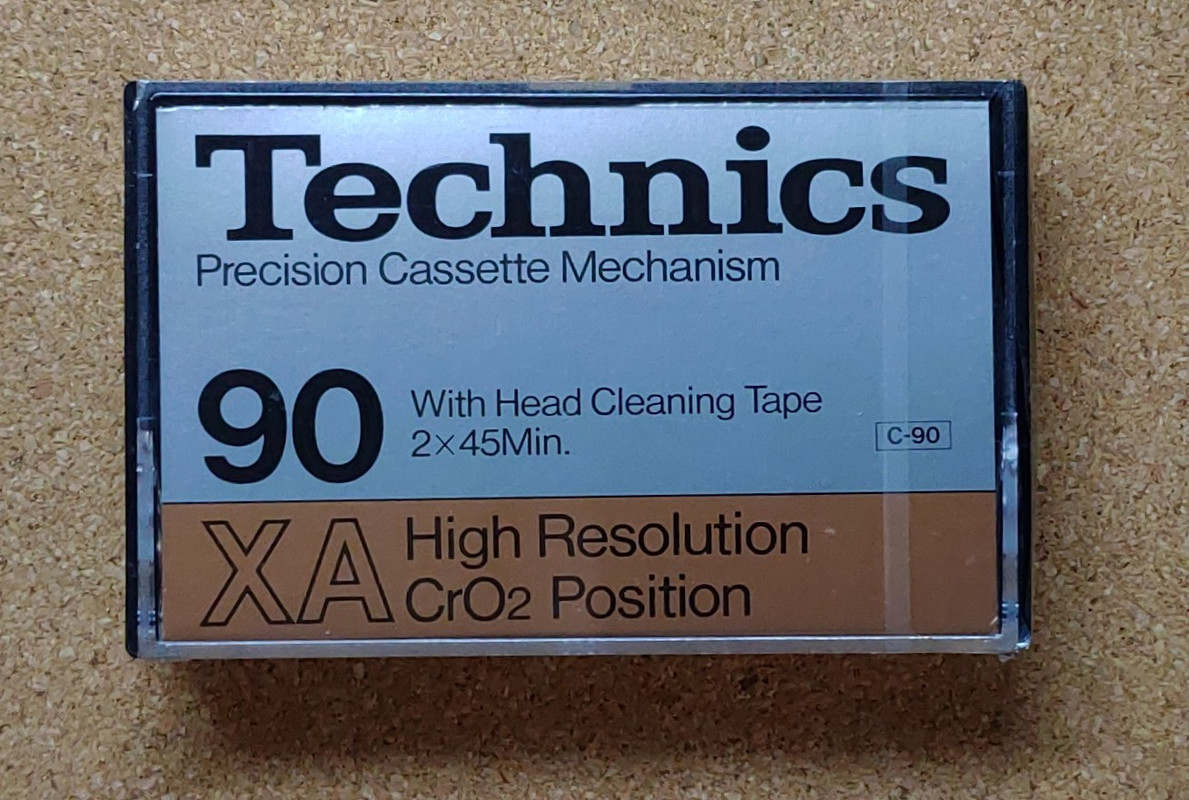 Technics
Precision Cassette Mechanism
90
With Head Cleaning Tape
2×45Min.
C-90
XA
High Resolution
CrO2 Position